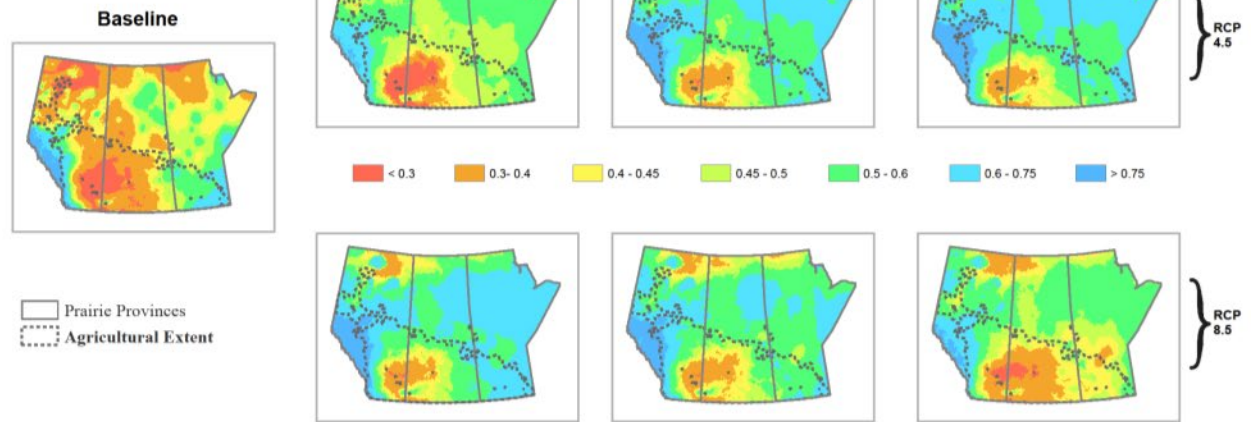 Baseline
RCP
4.5
< 0.3
0.3- 0.4
0.4 - 0.45
0.45 - 0.5
0.5 - 0.6
0.6 - 0.75
> 0.75
Prairie Provinces
Agricultural Extent
RCP
8.5